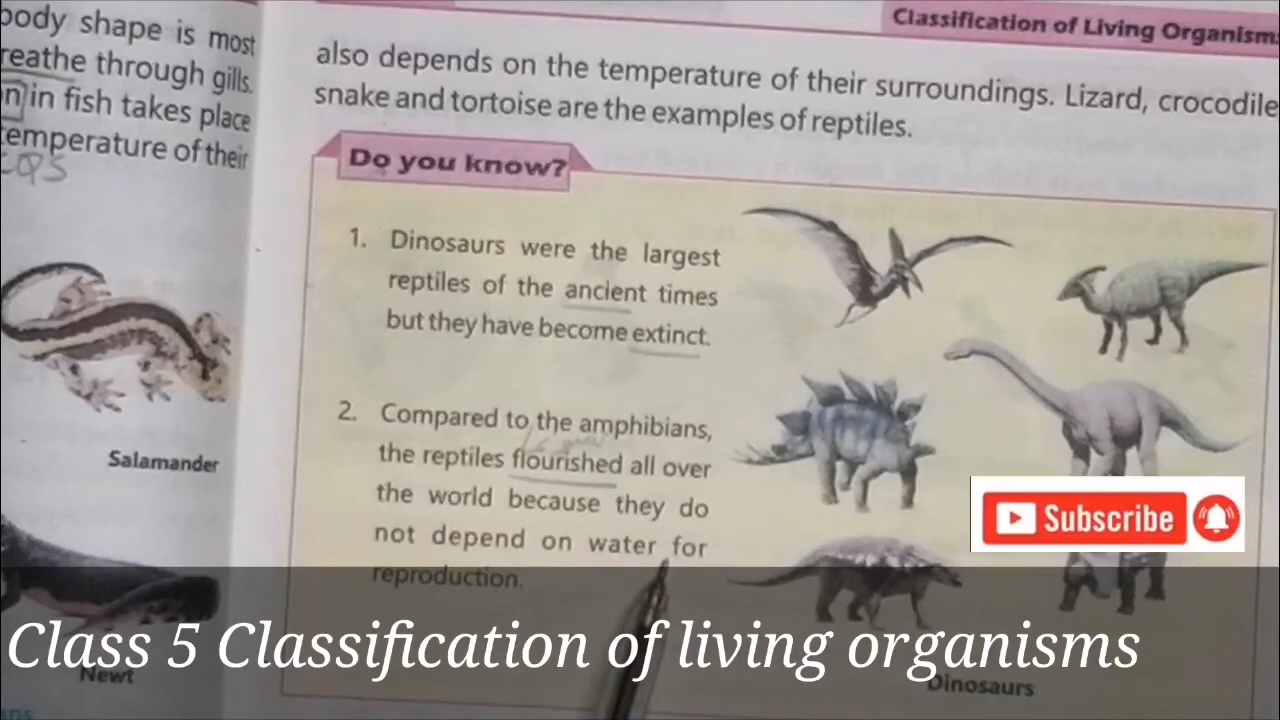 body shape is most
reathe through gills.
n in fish takes place
temperature of their
Salamander
Newt
Classification of Living Organism
also depends on the temperature of their surroundings. Lizard, crocodile
snake and tortoise are the examples of reptiles.
Do you know?
1. Dinosaurs were the largest
reptiles of the ancient times
but they have become extinct.
2. Compared to the amphibians,
the reptiles flourished all over
the world because they do
not depend on water for
reproduction.
Dinosaurs
Subscribe
Class 5 Classification of living organisms